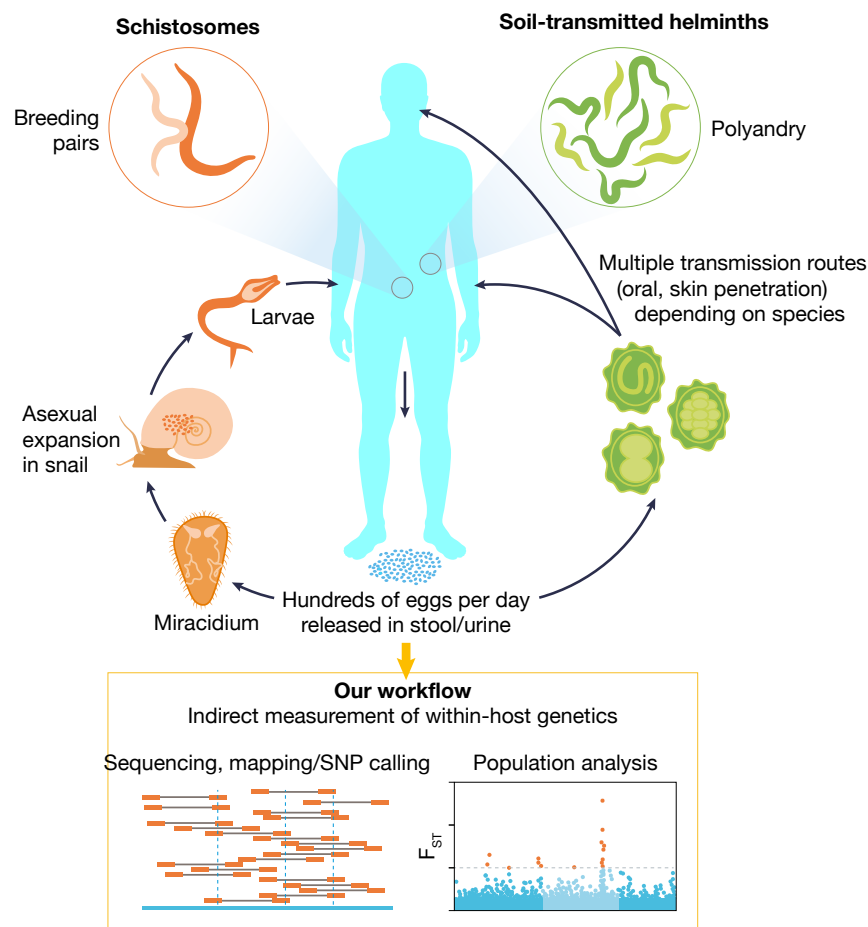 Schistosomes
Soil-transmitted helminths
Breeding
pairs
Polyandry
Multiple transmission routes
(oral, skin penetration)
depending on species
Larvae
Asexual
expansion
in snail
Miracidium
Hundreds of eggs per day
released in stool/urine
Our workflow
Indirect measurement of within-host genetics
Sequencing, mapping/SNP calling
Population analysis
FST